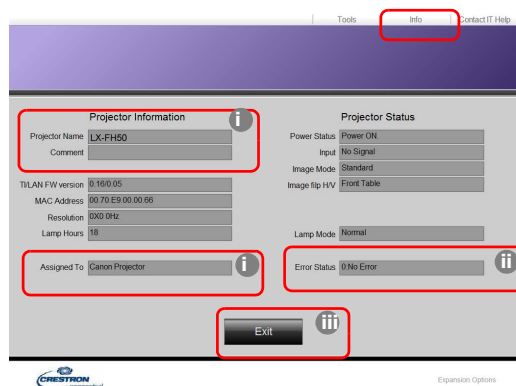 Tools Info Contact IT Help
Projector Information
i
Projector Name LX-FH50
Comment
TI/LAN FW version 0.16/0.05
MAC Address 00.70.E9.00.00.66
Resolution 0X0 0Hz
Lamp Hours 18
Assigned To Canon Projector
i
Projector Status
Power Status Power ON.
Input No Signal
Image Mode Standard
Image filp H/V Front Table
Lamp Mode Normal
Error Status 0:No Error
ii
Exit
iii
CRESTRON
Expansion Options